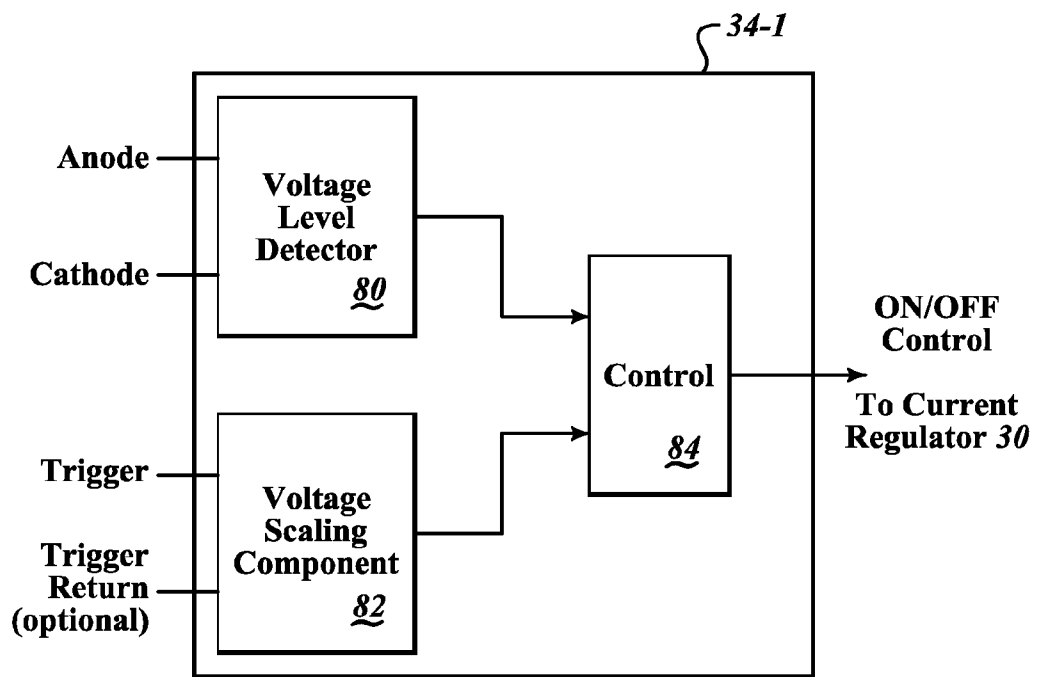 34-1
Anode
Cathode
Voltage
Level
Detector
80
Trigger
Trigger
Return
(optional)
Voltage
Scaling
Component
82
Control
84
ON/OFF
Control
To Current
Regulator 30